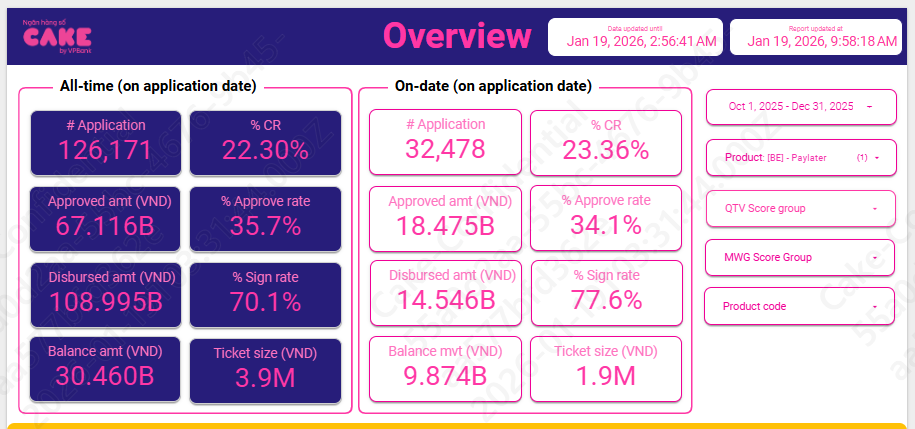 Ngân hàng số
CAKE
by VPBank
Overview
Date updated until
Jan 19, 2026, 2:56:41 AM
Report updated at
Jan 19, 2026, 9:58:18 AM
All-time (on application date)
# Application
126,171
% CR
22.30%
Approved amt (VND)
67.116B
% Approve rate
35.7%
Disbursed amt (VND)
108.995B
% Sign rate
70.1%
Balance amt (VND)
30.460B
Ticket size (VND)
3.9M
On-date (on application date)
# Application
32,478
% CR
23.36%
Approved amt (VND)
18.475B
% Approve rate
34.1%
Disbursed amt (VND)
14.546B
% Sign rate
77.6%
Balance mvt (VND)
9.874B
Ticket size (VND)
1.9M
Oct 1, 2025 - Dec 31, 2025
Product: [BE] - Paylater (1)
QTV Score group
MWG Score Group
Product code